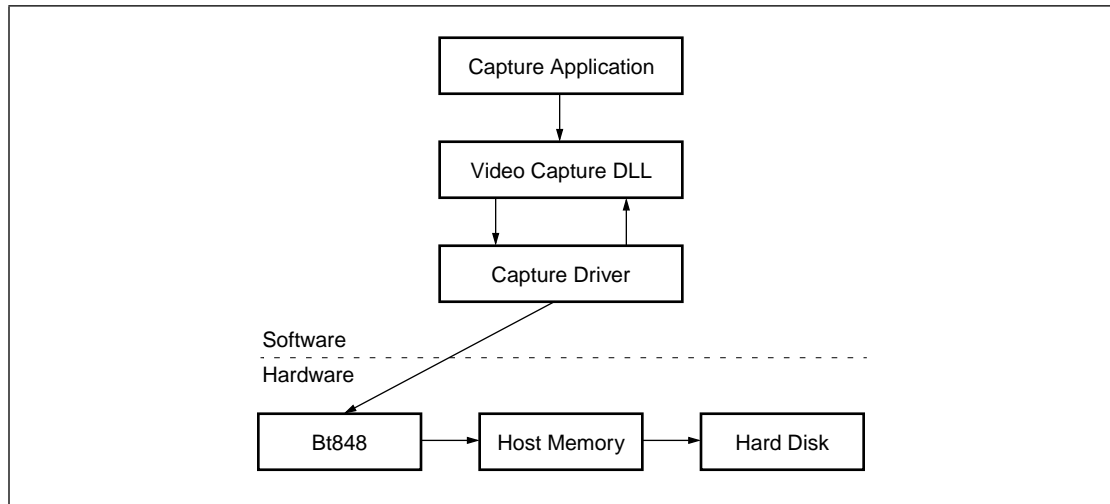 Capture Application
Video Capture DLL
Capture Driver
Software
Hardware
Bt848
Host Memory
Hard Disk